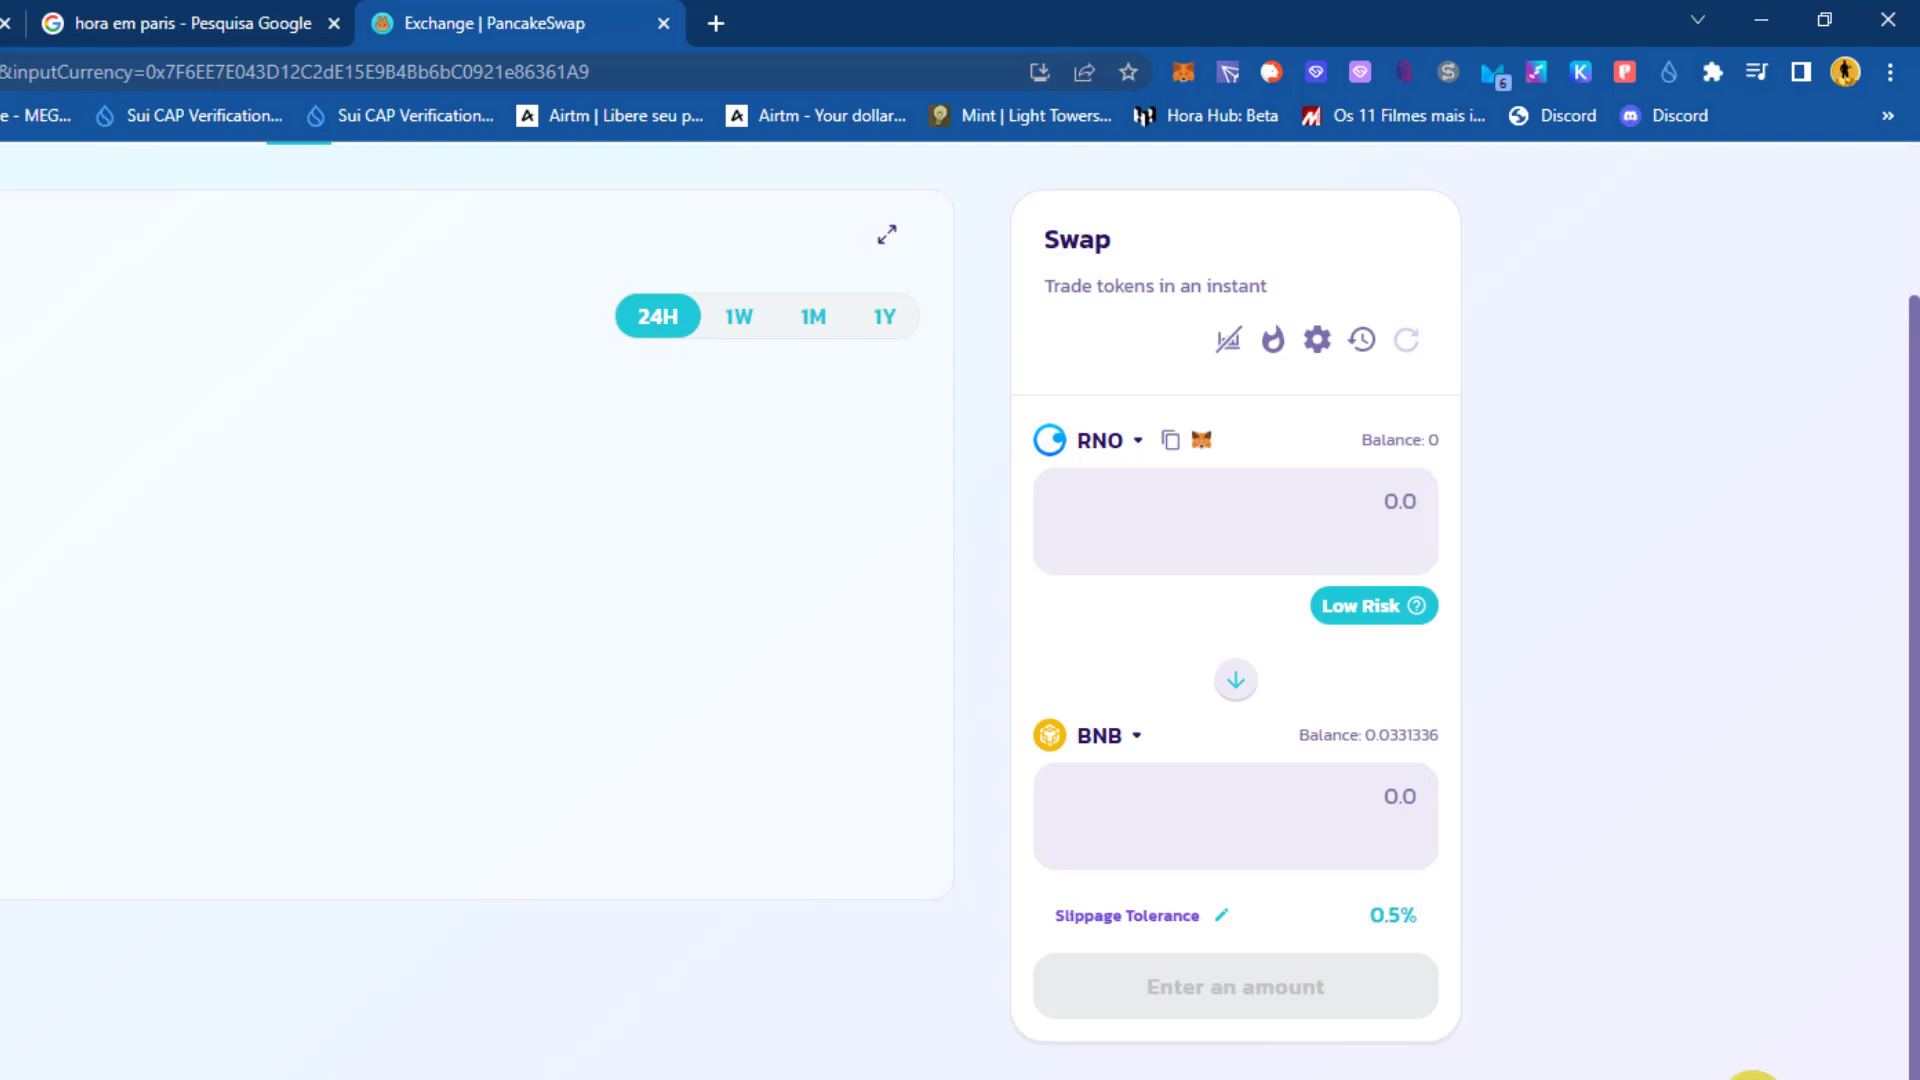 hora em paris - Pesquisa Google
Exchange | PancakeSwap
&inputCurrency=0x7F6EE7E043D12C2dE15E9B4Bb6bC0921e86361A9
6
e - MEG...
Sui CAP Verification...
Sui CAP Verification...
Airtm | Libere seu p...
Airtm - Your dollar...
Mint | Light Towers...
Hora Hub: Beta
Os 11 Filmes mais i...
Discord
Discord
24H
1W
1M
1Y
Swap
Trade tokens in an instant
RNO
Balance: 0
0.0
Low Risk
BNB
Balance: 0.0331336
0.0
Slippage Tolerance
0.5%
Enter an amount